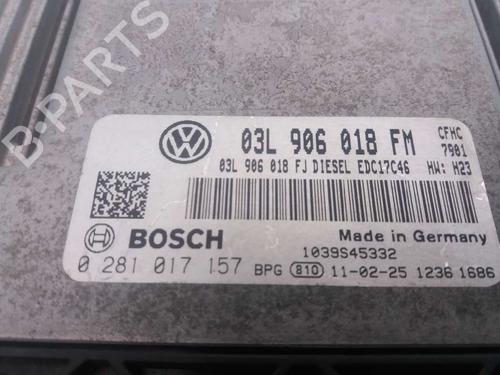 B-PARTS
03L 906 018 FM CFHC
7901
03L 906 018 FJ DIESEL EDC17C46 HW: H23
BOSCH
Made in Germany
1039S45332
0 281 017 157 BPG 810 11-02-25 1236 1686